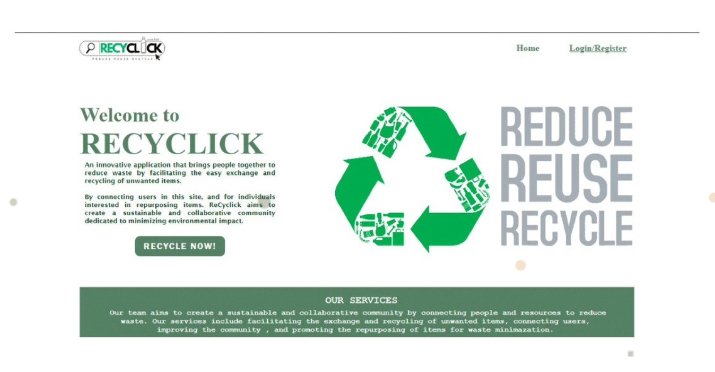 RECYCLICK
REDUCE REUSE RECYCLE
Home
Login/Register
Welcome to
RECYCLICK
An innovative application that brings people together to
reduce waste by facilitating the easy exchange and
recycling of unwanted items.
By connecting users in this site, and for individuals
interested in repurposing items. ReCyclick aims to
create a sustainable and collaborative community
dedicated to minimizing environmental impact.
RECYCLE NOW!
REDUCE
REUSE
RECYCLE
OUR SERVICES
Our team aims to create a sustainable and collaborative community by connecting people and resources to reduce
waste. Our services include facilitating the exchange and recycling of unwanted items, connecting users,
improving the community , and promoting the repurposing of items for waste minimazation.